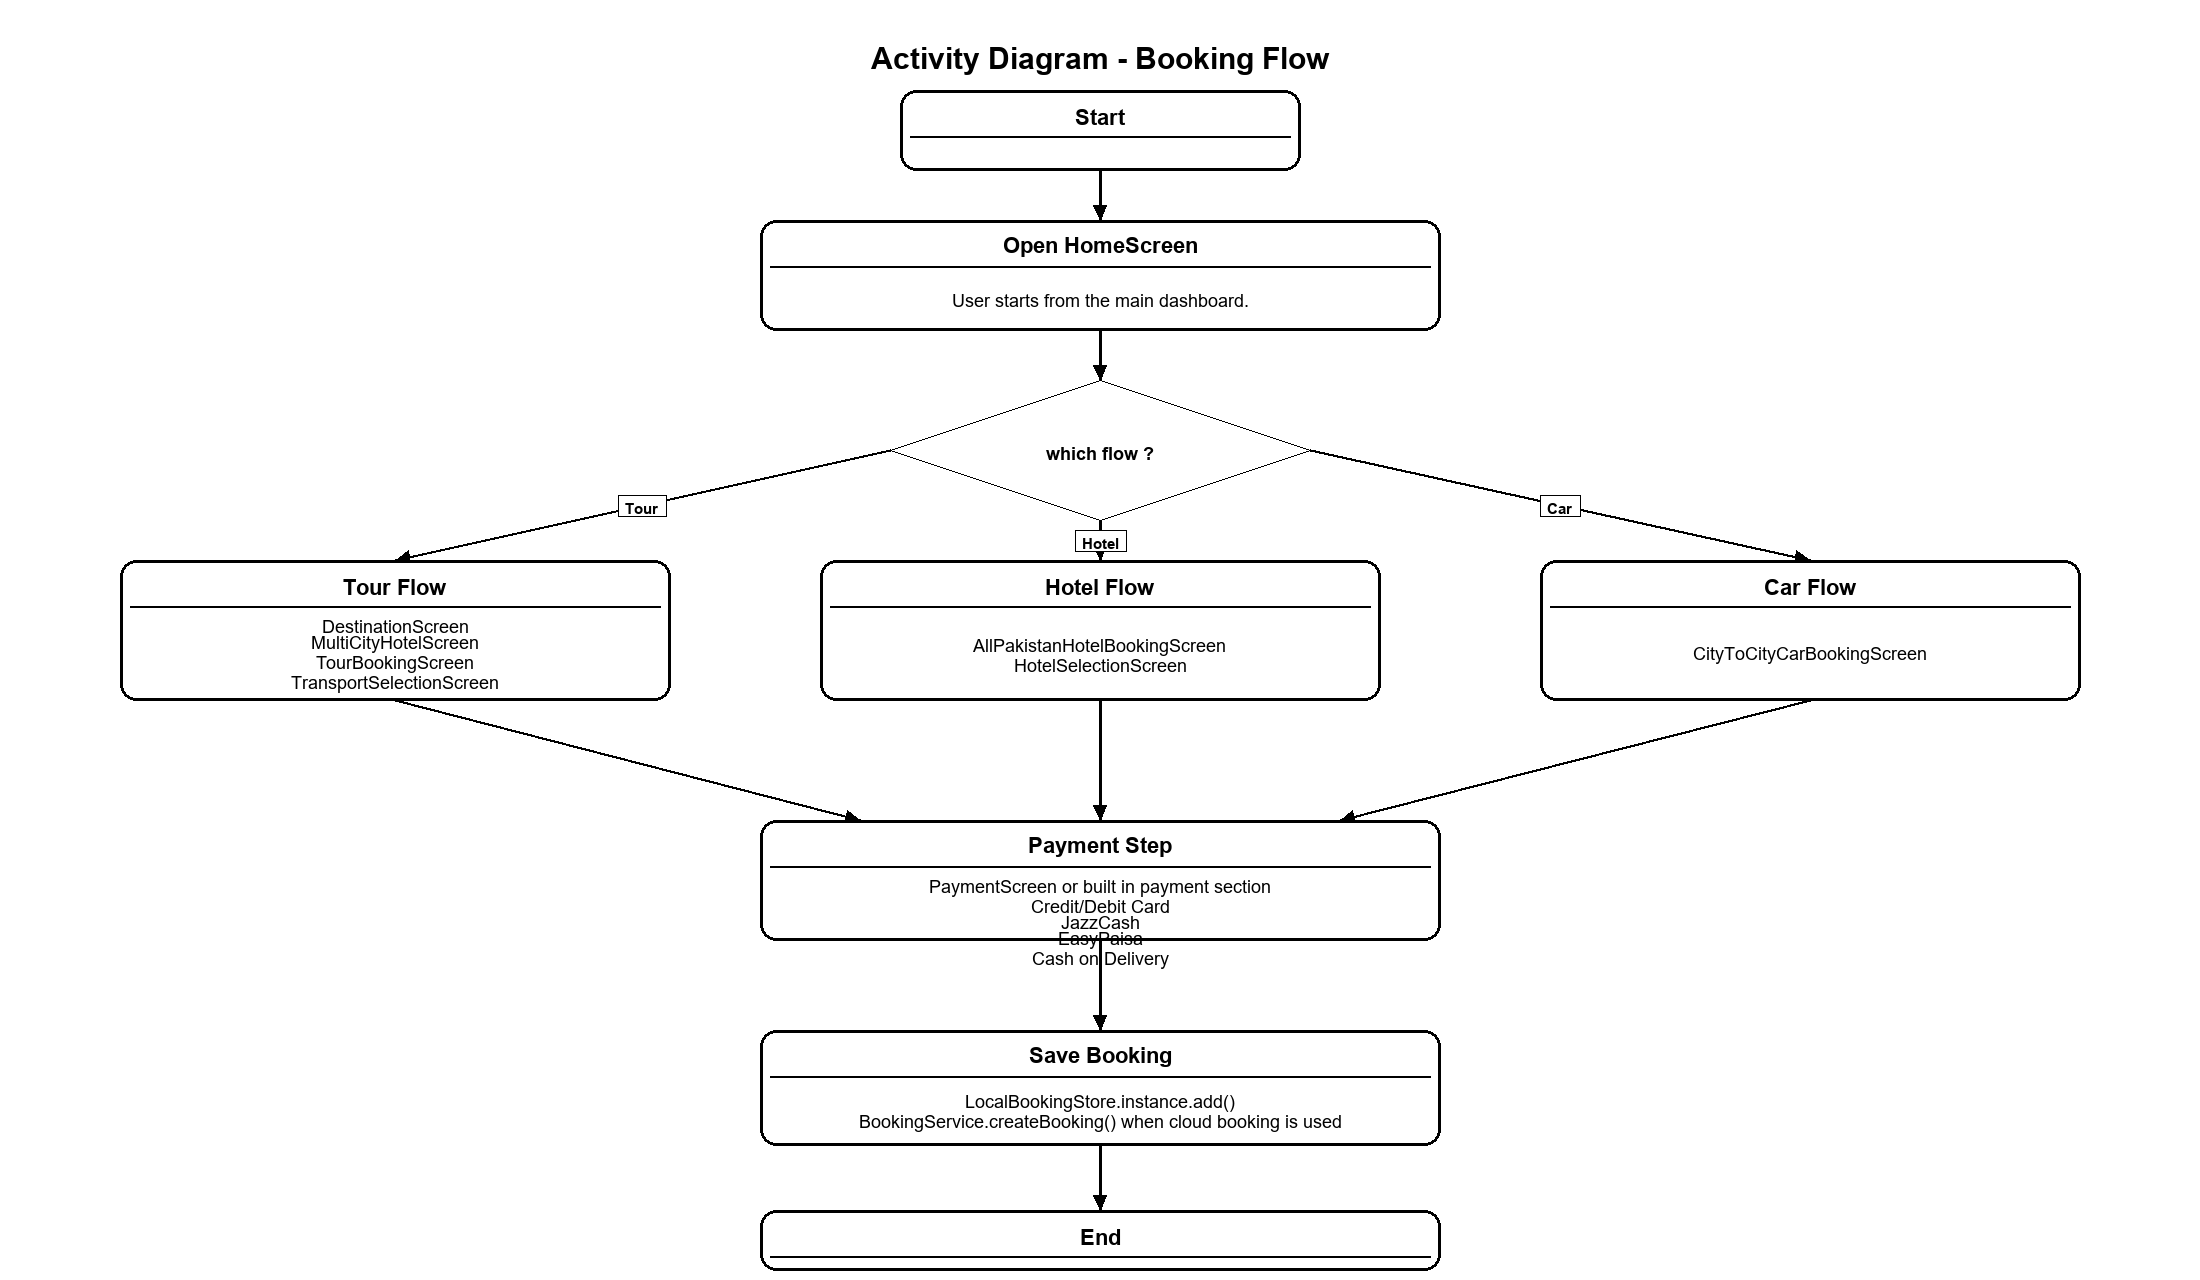 Activity Diagram - Booking Flow
Start
Open HomeScreen
User starts from the main dashboard.
which flow ?
Tour
Hotel
Car
Tour Flow
DestinationScreen
MultiCityHotelScreen
TourBookingScreen
TransportSelectionScreen
Hotel Flow
AllPakistanHotelBookingScreen
HotelSelectionScreen
Car Flow
CityToCityCarBookingScreen
Payment Step
PaymentScreen or built in payment section
Credit/Debit Card
JazzCash
EasyPaisa
Cash on Delivery
Save Booking
LocalBookingStore.instance.add()
BookingService.createBooking() when cloud booking is used
End